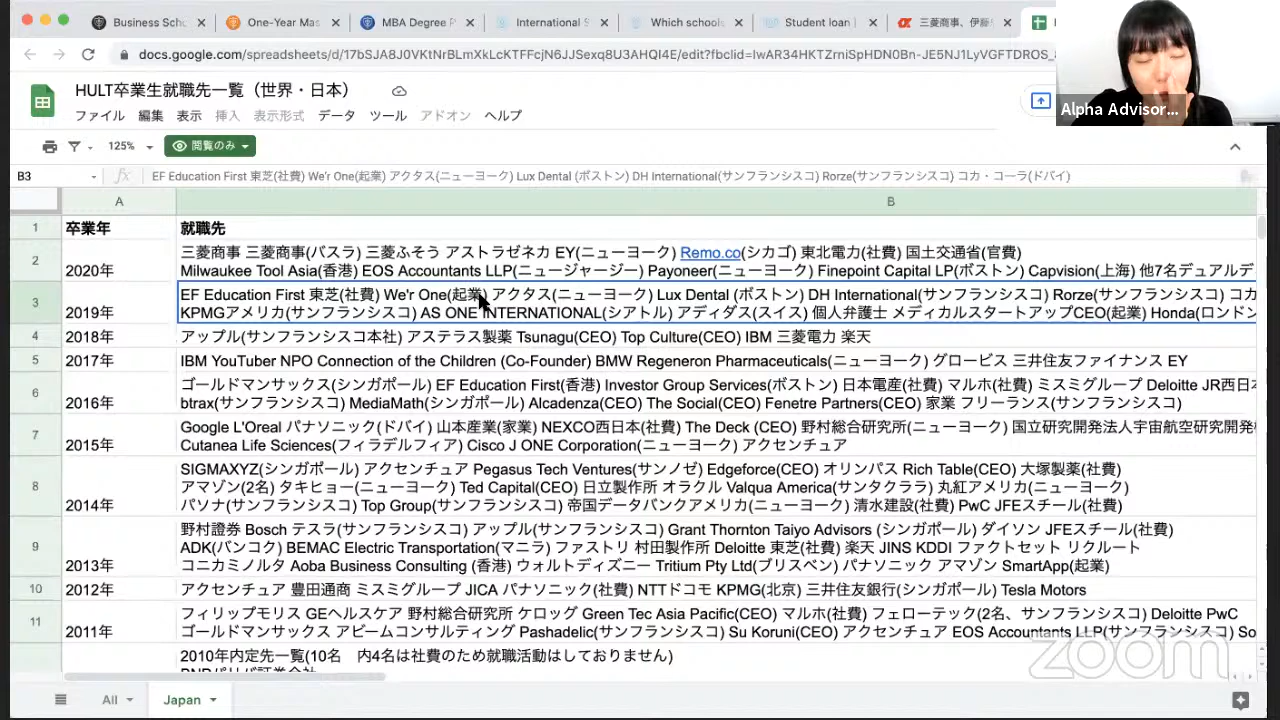 Business Scho
One-Year Mas
MBA Degree P
International S
Which schools
Student loan |
三菱商事、伊藤忠
docs.google.com/spreadsheets/d/17bSJA8J0VKtNrBLmXkLcKTFFcjN6JJSexq8U3AHQI4E/edit?fbclid=IwAR34HKTZmiSpHDN0Bn-JE5NJ1LyVGFTDROS_
Alpha Advisor...
HULT卒業生就職先一覧（世界・日本）
ファイル 編集 表示 挿入 表示形式 データ ツール アドオン ヘルプ
125% 閲覧のみ
B3 fx EF Education First 東芝(社費) We'r One(起業) アクタス(ニューヨーク) Lux Dental (ボストン) DH International(サンフランシスコ) Rorze(サンフランシスコ) コカ・コーラ(ドバイ)
A B
1 卒業年 就職先
三菱商事 三菱商事(バスラ) 三菱ふそう アストラゼネカ EY(ニューヨーク) Remo.co(シカゴ) 東北電力(社費) 国土交通省(官費)
2 2020年 Milwaukee Tool Asia(香港) EOS Accountants LLP(ニュージャージー) Payoneer(ニューヨーク) Finepoint Capital LP(ボストン) Capvision(上海) 他7名デュアルデ
EF Education First 東芝(社費) We'r One(起業) アクタス(ニューヨーク) Lux Dental (ボストン) DH International(サンフランシスコ) Rorze(サンフランシスコ) コカ
3 2019年 KPMGアメリカ(サンフランシスコ) AS ONE INTERNATIONAL(シアトル) アディダス(スイス) 個人弁護士 メディカルスタートアップCEO(起業) Honda(ロンドン
4 2018年 アップル(サンフランシスコ本社) アステラス製薬 Tsunagu(CEO) Top Culture(CEO) IBM 三菱電力 楽天
5 2017年 IBM YouTuber NPO Connection of the Children (Co-Founder) BMW Regeneron Pharmaceuticals(ニューヨーク) グロービス 三井住友ファイナンス EY
ゴールドマンサックス(シンガポール) EF Education First(香港) Investor Group Services(ボストン) 日本電産(社費) マルホ(社費) ミスミグループ Deloitte JR西日本
6 2016年 btrax(サンフランシスコ) MediaMath(シンガポール) Alcadenza(CEO) The Social(CEO) Fenetre Partners(CEO) 家業 フリーランス(サンフランシスコ)
Google L'Oreal パナソニック(ドバイ) 山本産業(家業) NEXCO西日本(社費) The Deck (CEO) 野村総合研究所(ニューヨーク) 国立研究開発法人宇宙航空研究開発機
7 2015年 Cutanea Life Sciences(フィラデルフィア) Cisco J ONE Corporation(ニューヨーク) アクセンチュア
SIGMAXYZ(シンガポール) アクセンチュア Pegasus Tech Ventures(サンノゼ) Edgeforce(CEO) オリンパス Rich Table(CEO) 大塚製薬(社費)
8 アマゾン(2名) タキヒョー(ニューヨーク) Ted Capital(CEO) 日立製作所 オラクル Valqua America(サンタクララ) 丸紅アメリカ(ニューヨーク)
2014年 パソナ(サンフランシスコ) Top Group(サンフランシスコ) 帝国データバンクアメリカ(ニューヨーク) 清水建設(社費) PwC JFEスチール(社費)
野村證券 Bosch テスラ(サンフランシスコ) アップル(サンフランシスコ) Grant Thornton Taiyo Advisors (シンガポール) ダイソン JFEスチール(社費)
9 ADK(バンコク) BEMAC Electric Transportation(マニラ) ファストリ 村田製作所 Deloitte 東芝(社費) 楽天 JINS KDDI ファクトセット リクルート
2013年 コニカミノルタ Aoba Business Consulting (香港) ウォルトディズニー Tritium Pty Ltd(ブリスベン) パナソニック アマゾン SmartApp(起業)
10 2012年 アクセンチュア 豊田通商 ミスミグループ JICA パナソニック(社費) NTTドコモ KPMG(北京) 三井住友銀行(シンガポール) Tesla Motors
フィリップモリス GEヘルスケア 野村総合研究所 ケロッグ Green Tec Asia Pacific(CEO) マルホ(社費) フェローテック(2名、サンフランシスコ) Deloitte PwC
11 2011年 ゴールドマンサックス アビームコンサルティング Pashadelic(サンフランシスコ) Su Koruni(CEO) アクセンチュア EOS Accountants LLP(サンフランシスコ) So
2010年内定先一覧(10名　内4名は社費のため就職活動はしておりません)
zoom
All Japan